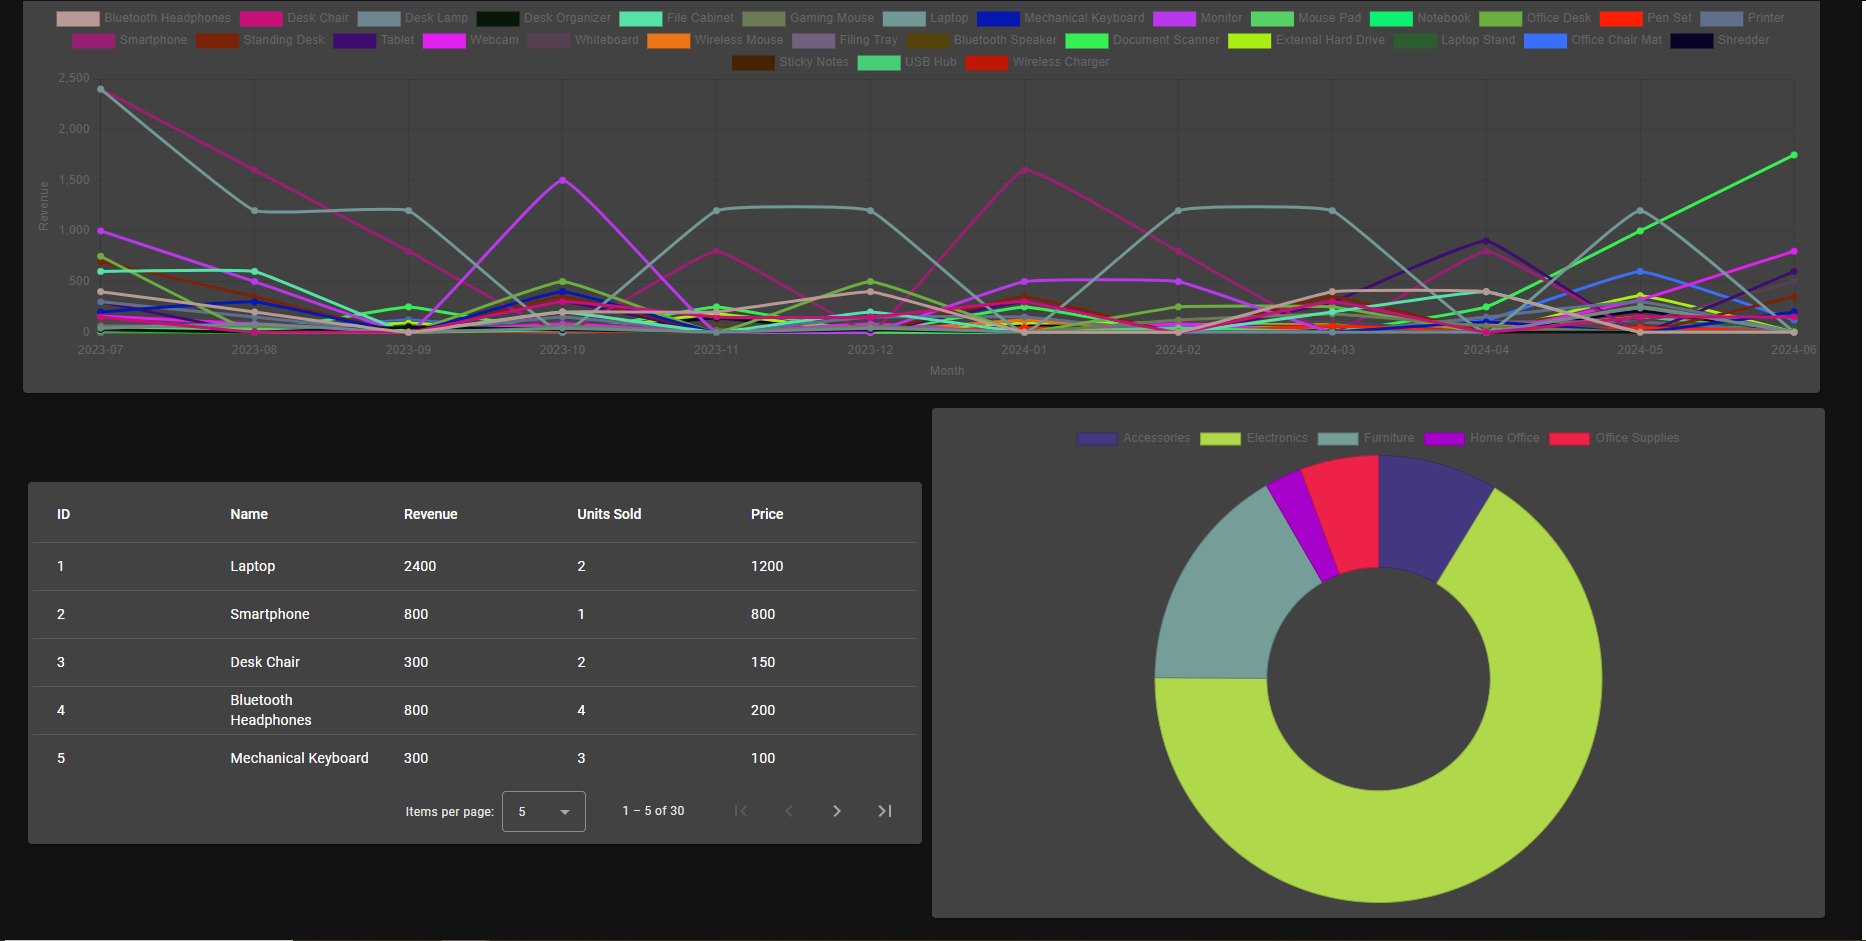 Bluetooth Headphones Desk Chair Desk Lamp Desk Organizer File Cabinet Gaming Mouse Laptop Mechanical Keyboard Monitor Mouse Pad Notebook Office Desk Pen Set Printer
Smartphone Standing Desk Tablet Webcam Whiteboard Wireless Mouse Filing Tray Bluetooth Speaker Document Scanner External Hard Drive Laptop Stand Office Chair Mat Shredder
Sticky Notes USB Hub Wireless Charger
2,500
2,000
1,500
1,000
500
0
Revenue
2023-07 2023-08 2023-09 2023-10 2023-11 2023-12 2024-01 2024-02 2024-03 2024-04 2024-05 2024-06
Month
ID Name Revenue Units Sold Price
1 Laptop 2400 2 1200
2 Smartphone 800 1 800
3 Desk Chair 300 2 150
4 Bluetooth Headphones 800 4 200
5 Mechanical Keyboard 300 3 100
Items per page: 5 1 – 5 of 30
Accessories Electronics Furniture Home Office Office Supplies